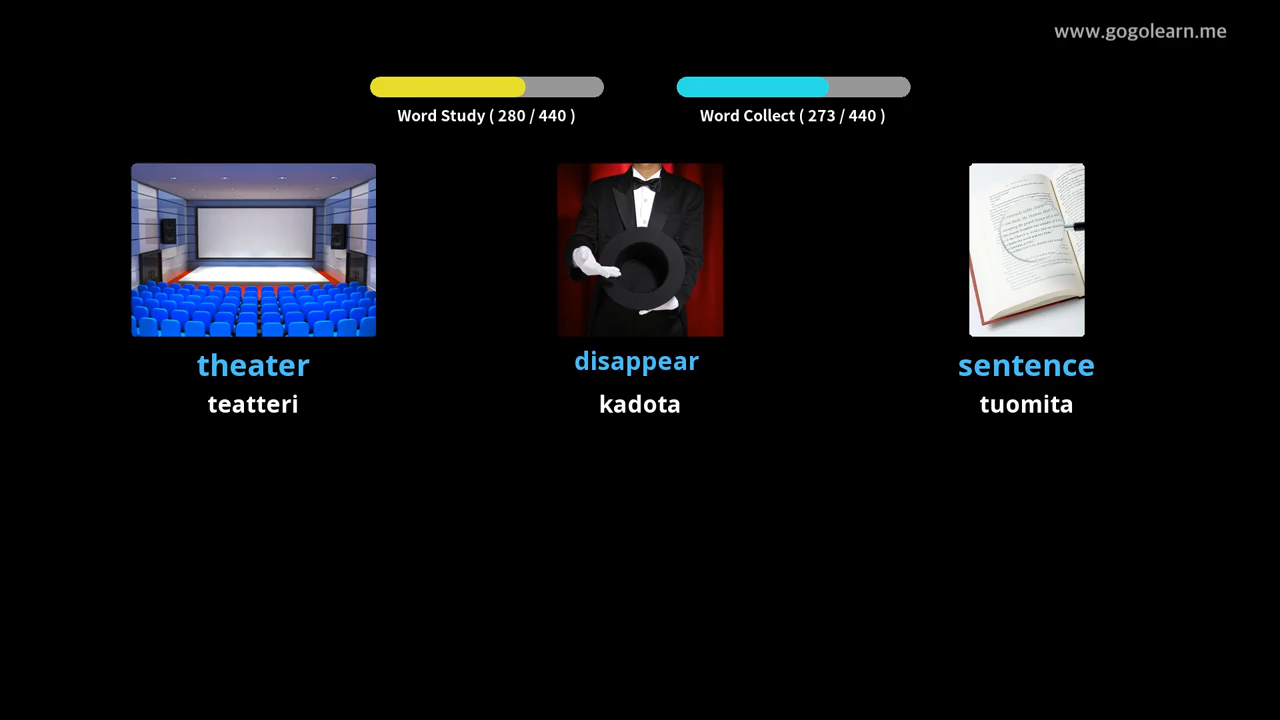 www.gogolearn.me
Word Study ( 280 / 440 )
Word Collect ( 273 / 440 )
theater
disappear
sentence
teatteri
kadota
tuomita